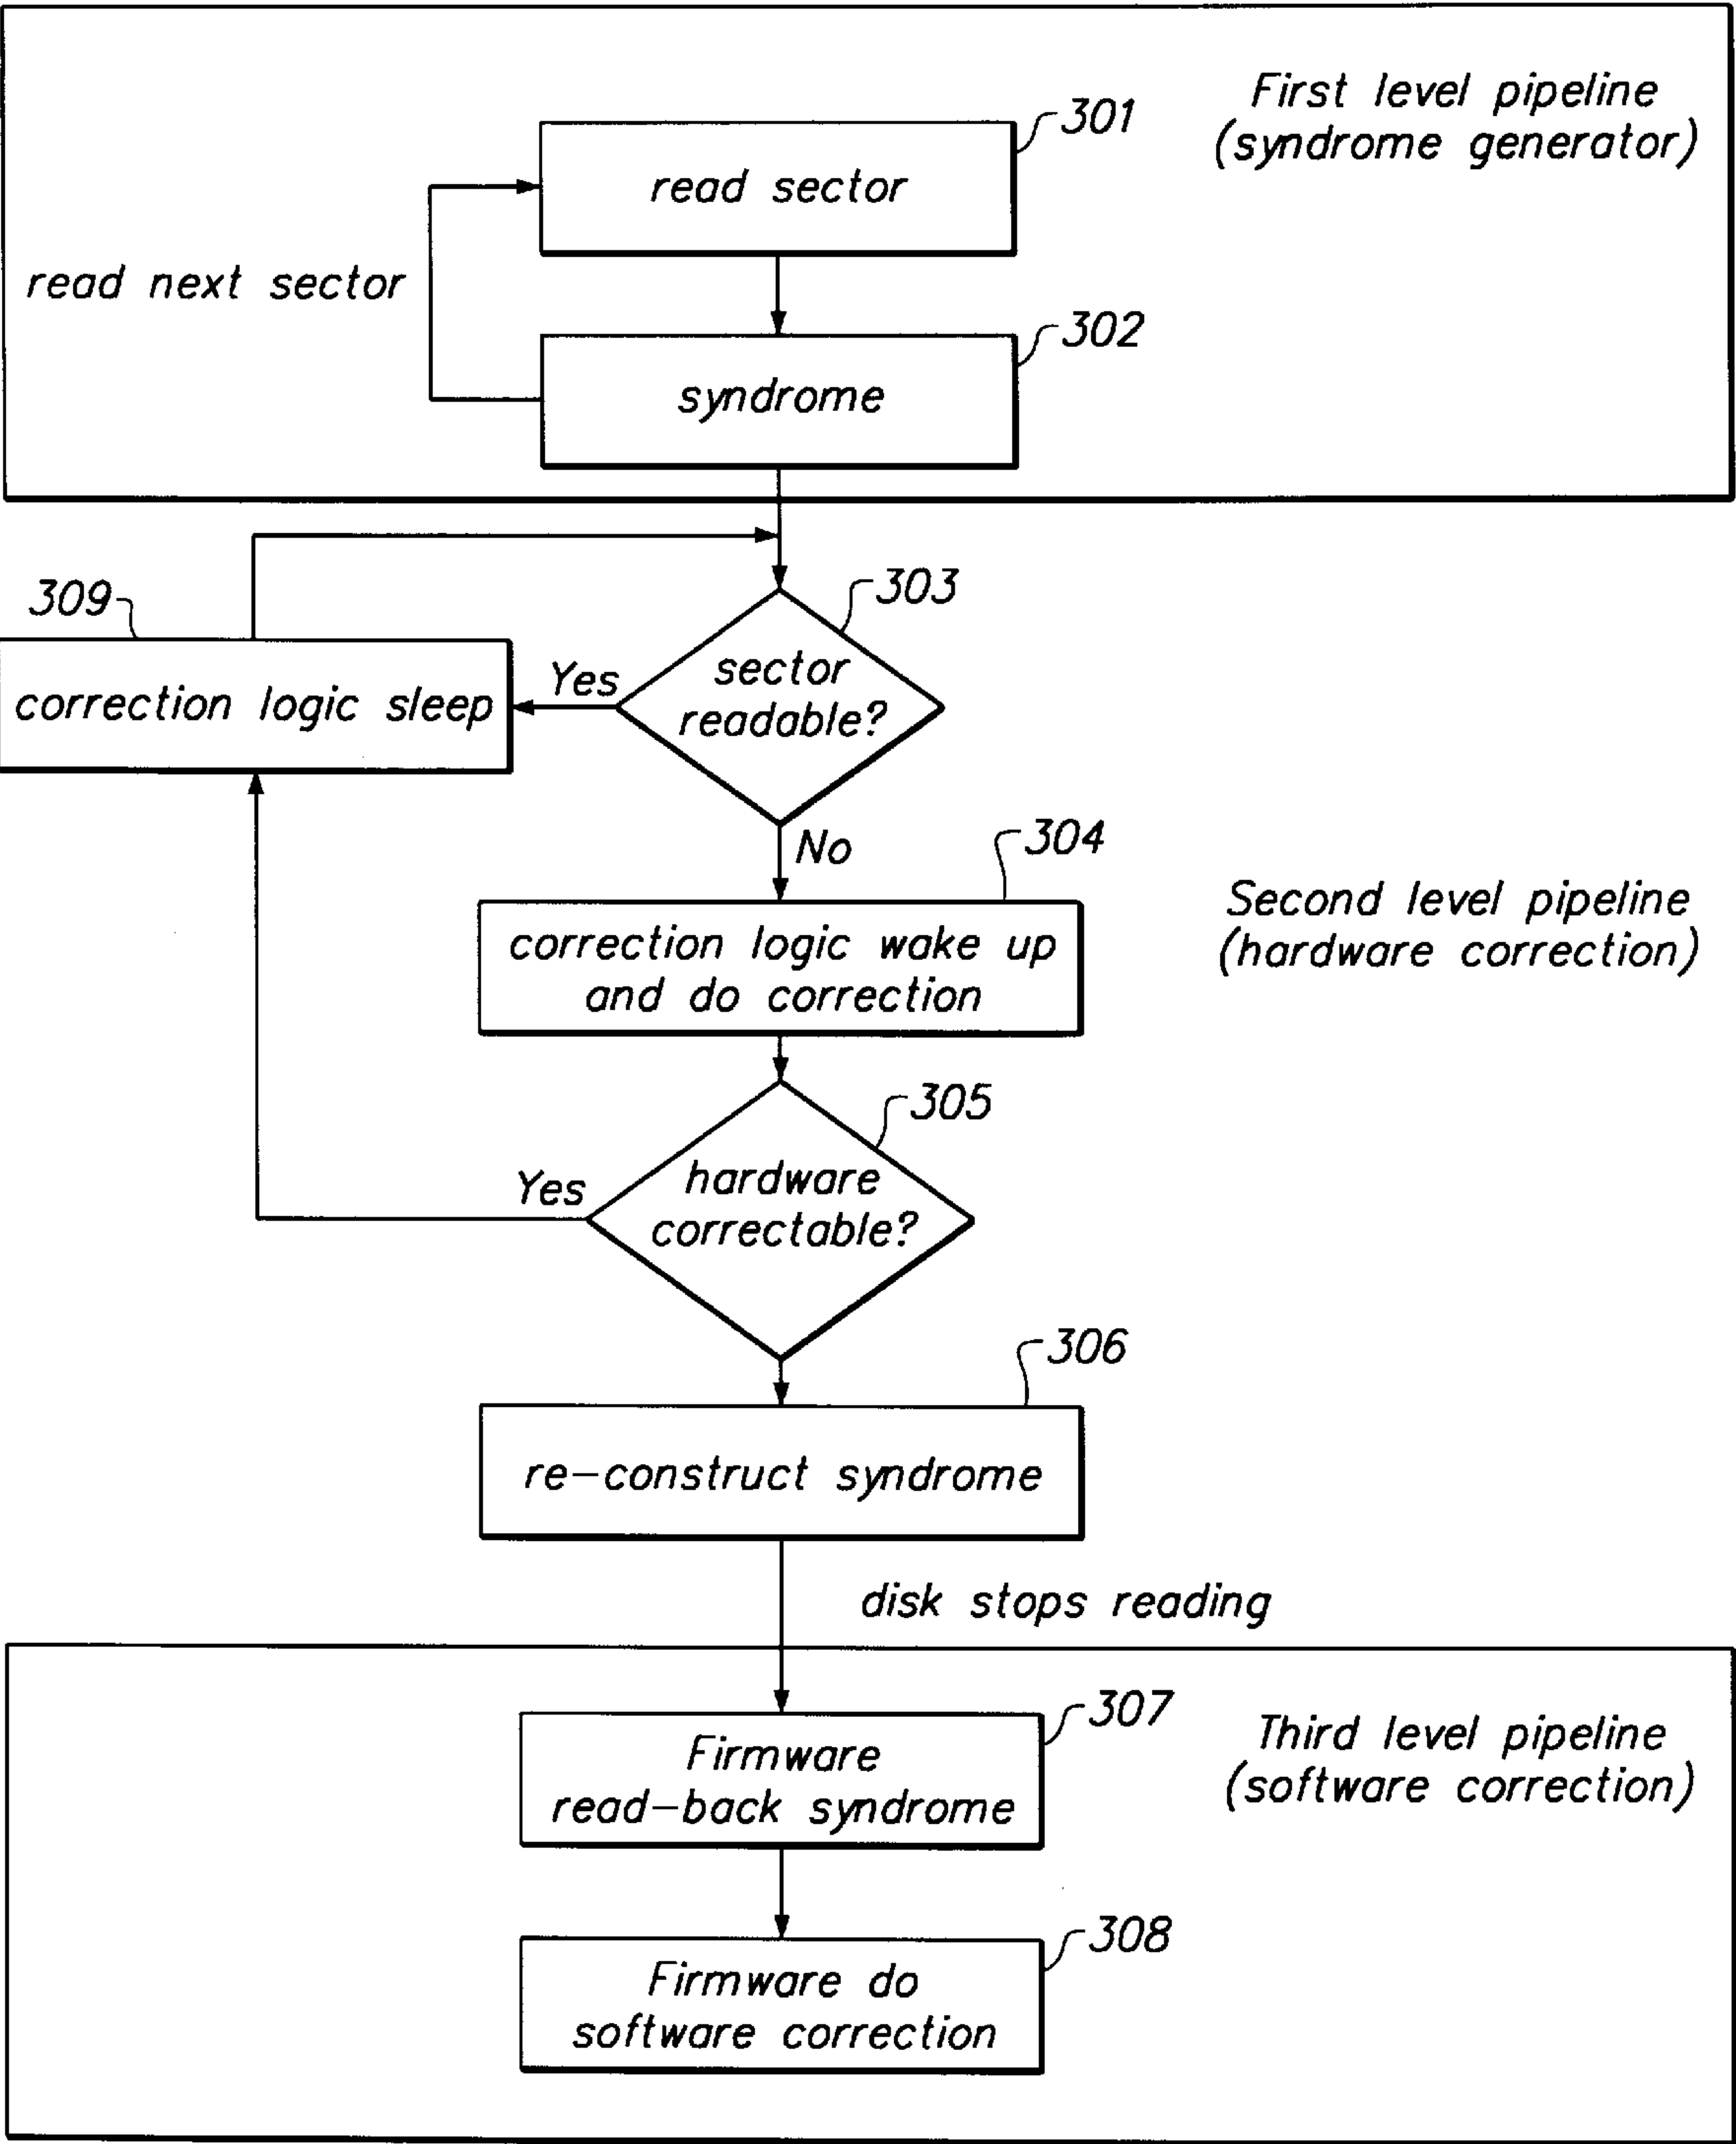 First level pipeline
(syndrome generator)
301
read sector
read next sector
302
syndrome
303
309
sector
readable?
Yes
correction logic sleep
No
304
correction logic wake up
and do correction
Second level pipeline
(hardware correction)
305
hardware
correctable?
Yes
306
re-construct syndrome
disk stops reading
307
Firmware
read-back syndrome
Third level pipeline
(software correction)
308
Firmware do
software correction